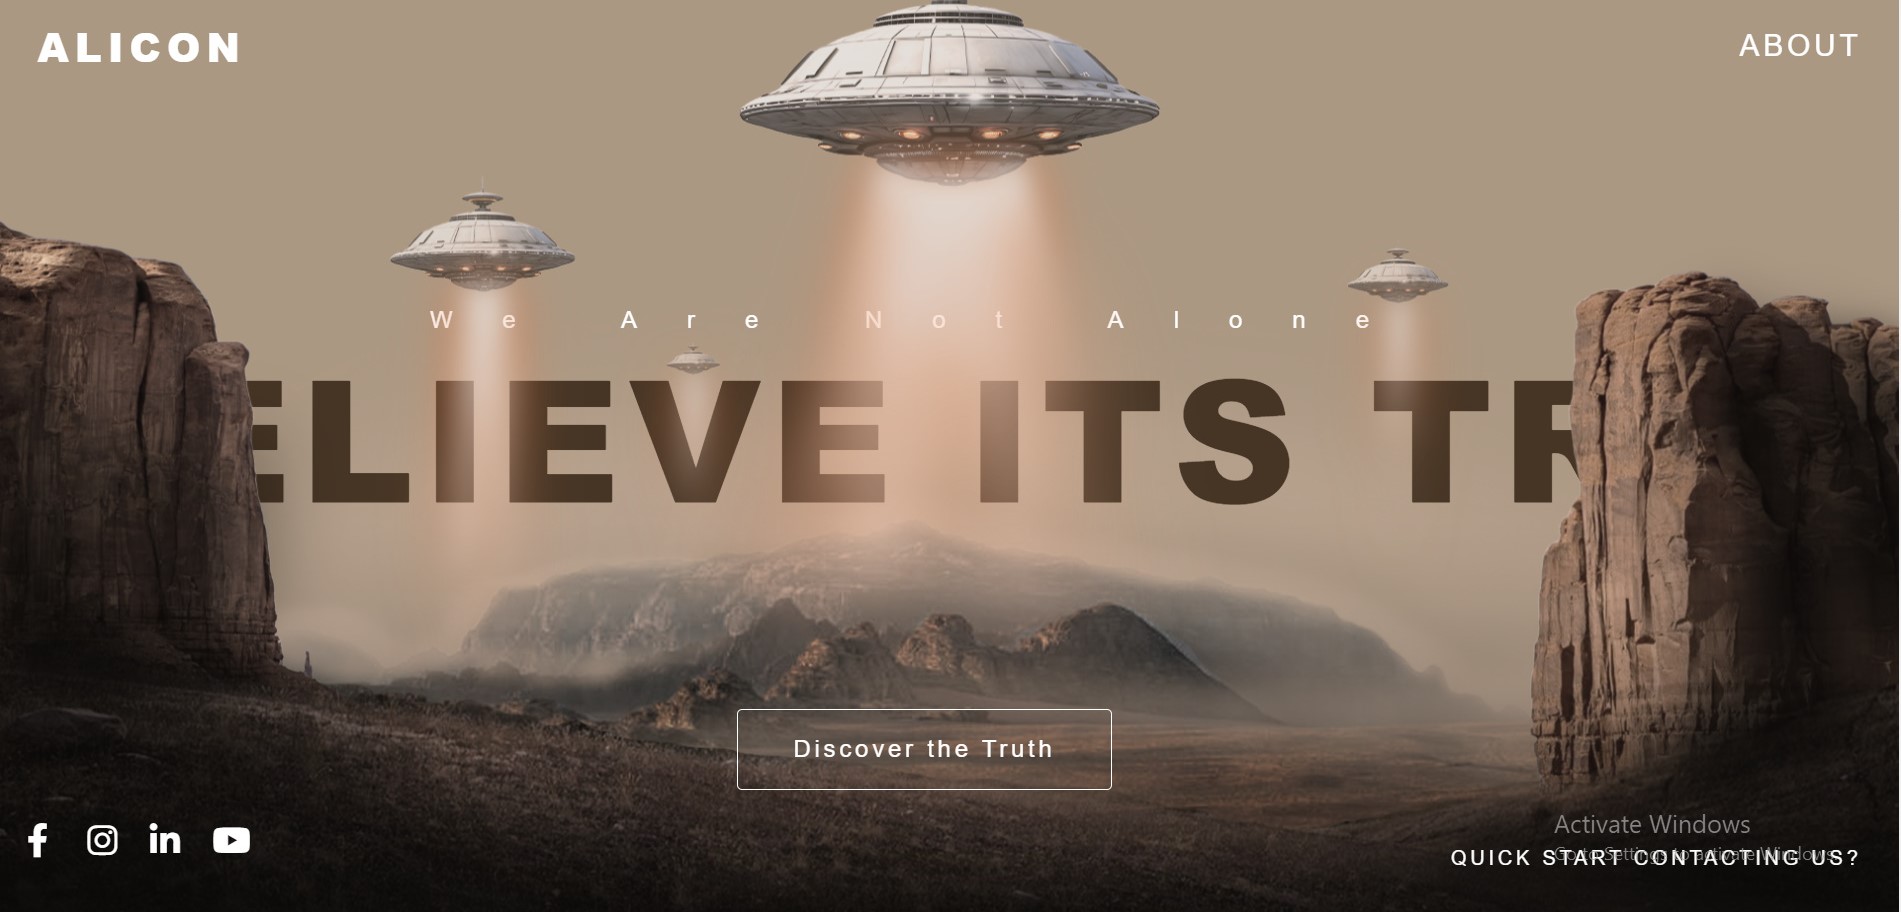 ALICON
ABOUT
We Are Not Alone
ELIEVE ITS TR
Discover the Truth
Activate Windows
Go to Settings to activate Windows.
QUICK START CONTACTING US?